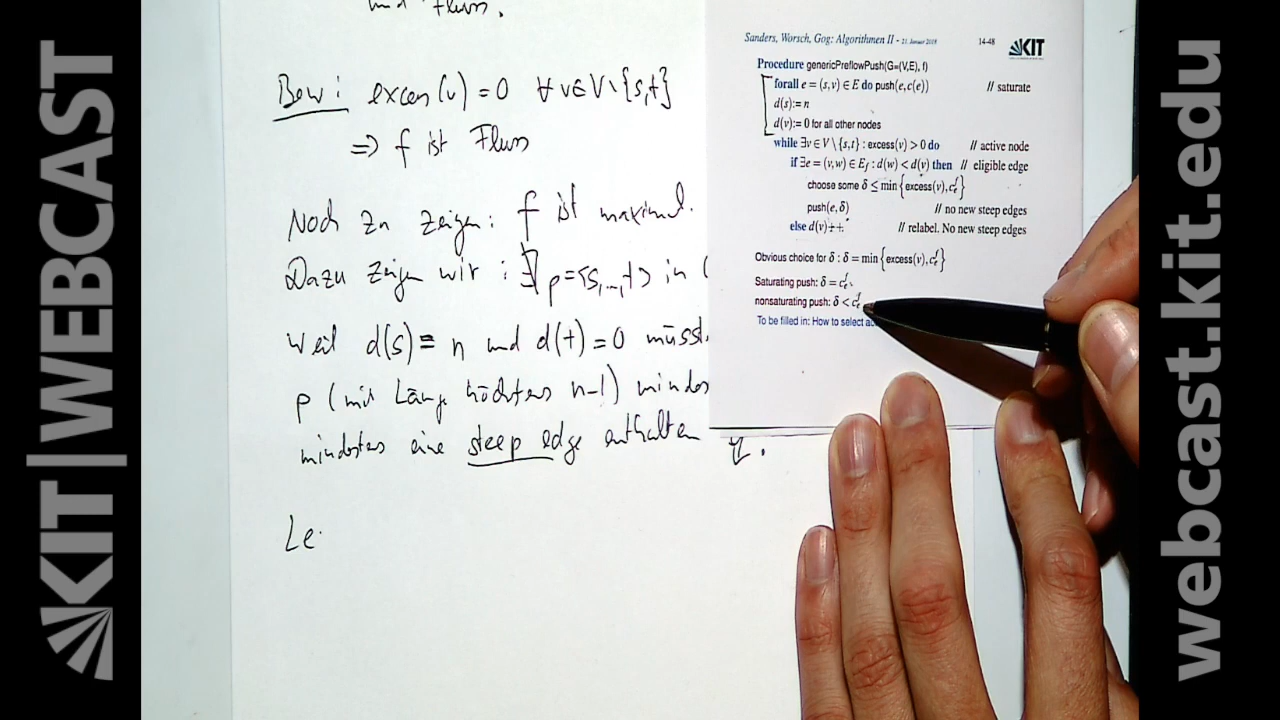 und Fluss.
Bew: excess(v) = 0 ∀ v ∈ V \ {s,t}
⇒ f ist Fluss
Noch zu zeigen: f ist maximal.
Dazu zeigen wir: ∄ p=⟨s,...,t⟩ in (
Weil d(s) = n und d(t) = 0 müsst
p (mit Länge höchstens n-1) mindes
mindestens eine steep edge enthalten ↯.
Le
Sanders, Worsch, Gog: Algorithmen II - 21. Januar 2019
14-48
KIT
Procedure genericPreflowPush(G=(V,E), f)
forall e = (s,v) ∈ E do push(e,c(e)) // saturate
d(s):= n
d(v):= 0 for all other nodes
while ∃v ∈ V \ {s,t} : excess(v) > 0 do // active node
if ∃e = (v,w) ∈ E_f : d(w) < d(v) then // eligible edge
choose some δ ≤ min {excess(v), c_e^f}
push(e,δ) // no new steep edges
else d(v)++ // relabel. No new steep edges
Obvious choice for δ : δ = min {excess(v), c_e^f}
Saturating push: δ = c_e^f
nonsaturating push: δ < c_e^f
To be filled in: How to select
KIT|WEBCAST
webcast.kit.edu